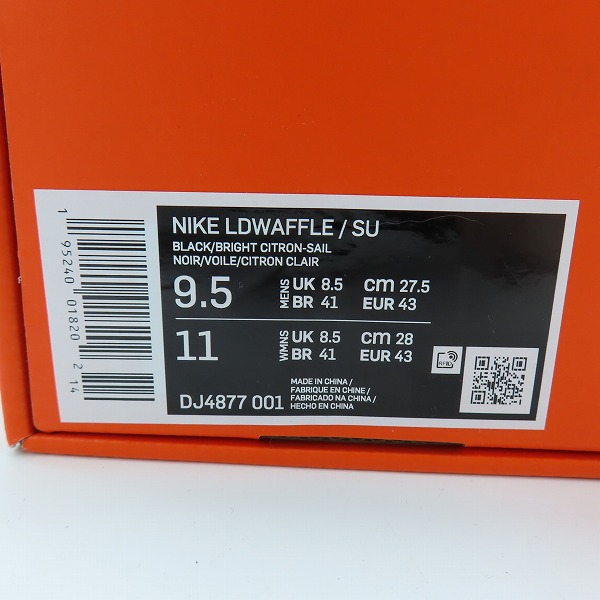 NIKE LDWAFFLE / SU
BLACK/BRIGHT CITRON-SAIL
NOIR/VOILE/CITRON CLAIR
9.5 MENS UK 8.5 cm 27.5
BR 41 EUR 43
11 WMNS UK 8.5 cm 28
BR 41 EUR 43
DJ4877 001
MADE IN CHINA /
FABRIQUE EN CHINE /
FABRICADO NA CHINA /
HECHO EN CHINA
RFID
1 95240 01820 2 14